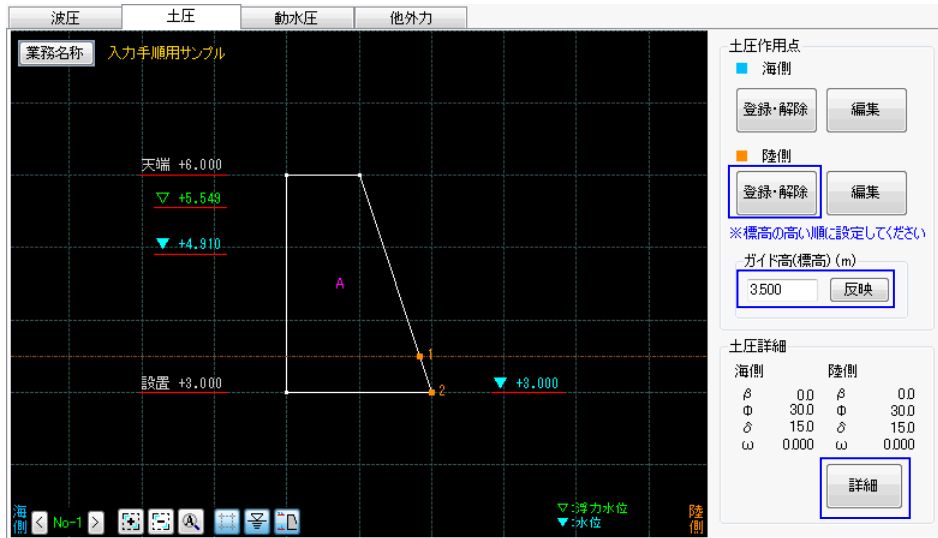 波圧 土圧 動水圧 他外力
業務名称 入力手順用サンプル
天端 +6.000
▽ +5.549
▼ +4.910
A
1
設置 +3.000
2
▼ +3.000
海側 < No-1 >
▽:浮力水位
▼:水位
陸側
土圧作用点
■ 海側
登録・解除 編集
■ 陸側
登録・解除 編集
※標高の高い順に設定してください
ガイド高(標高)(m)
3.500 反映
土圧詳細
海側 陸側
β 0.0 β 0.0
Φ 30.0 Φ 30.0
δ 15.0 δ 15.0
ω 0.000 ω 0.000
詳細